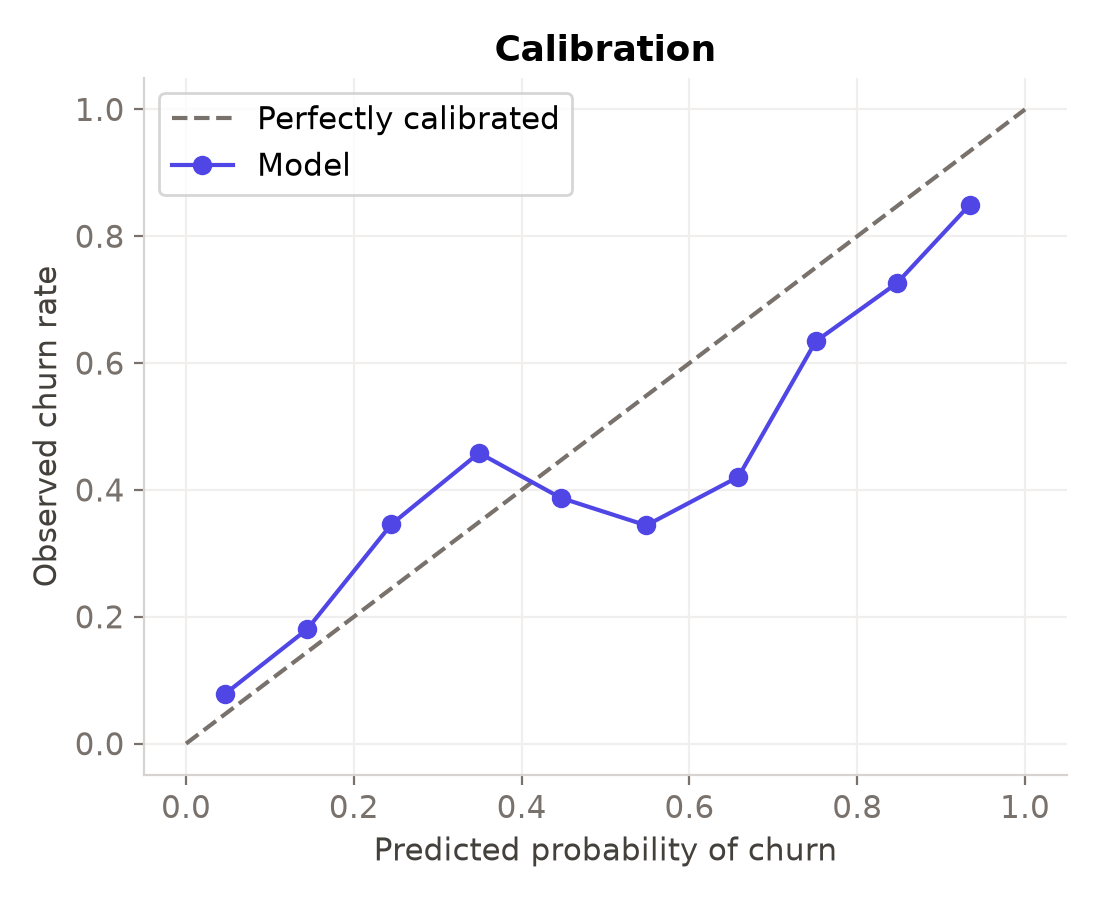 Calibration
Perfectly calibrated
Model
1.0
0.8
0.6
0.4
0.2
0.0
Observed churn rate
0.0 0.2 0.4 0.6 0.8 1.0
Predicted probability of churn